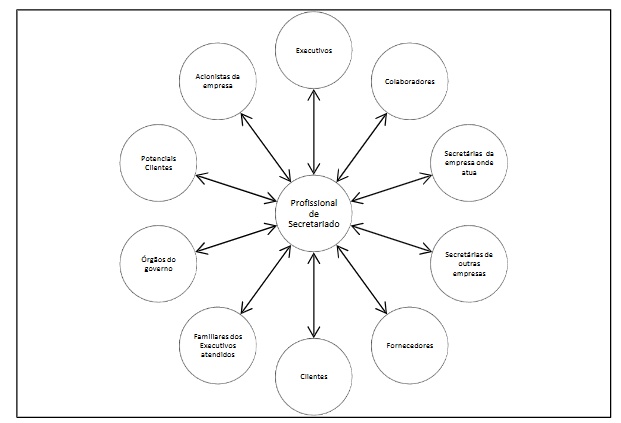 Executivos
Acionistas da
empresa
Colaboradores
Potenciais
Clientes
Secretárias da
empresa onde
atua
Profissional
de
Secretariado
Órgãos do
governo
Secretárias de
outras
empresas
Familiares dos
Executivos
atendidos
Fornecedores
Clientes